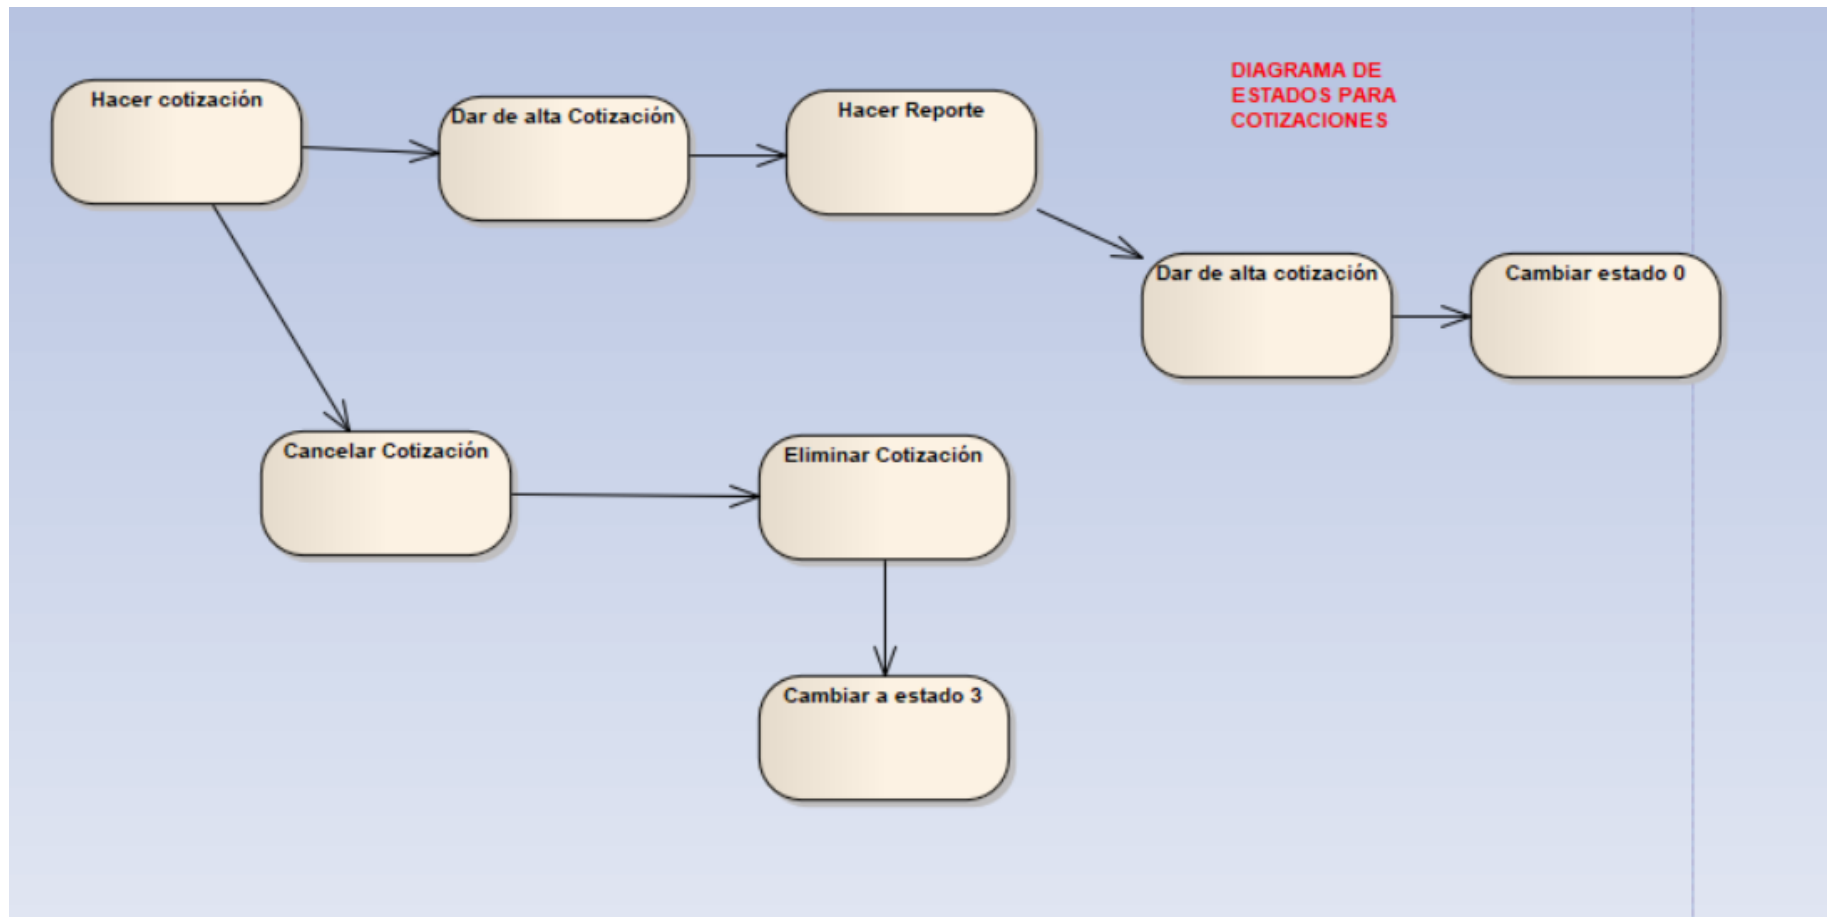 Hacer cotización
Dar de alta Cotización
Hacer Reporte
DIAGRAMA DE
ESTADOS PARA
COTIZACIONES
Dar de alta cotización
Cambiar estado 0
Cancelar Cotización
Eliminar Cotización
Cambiar a estado 3